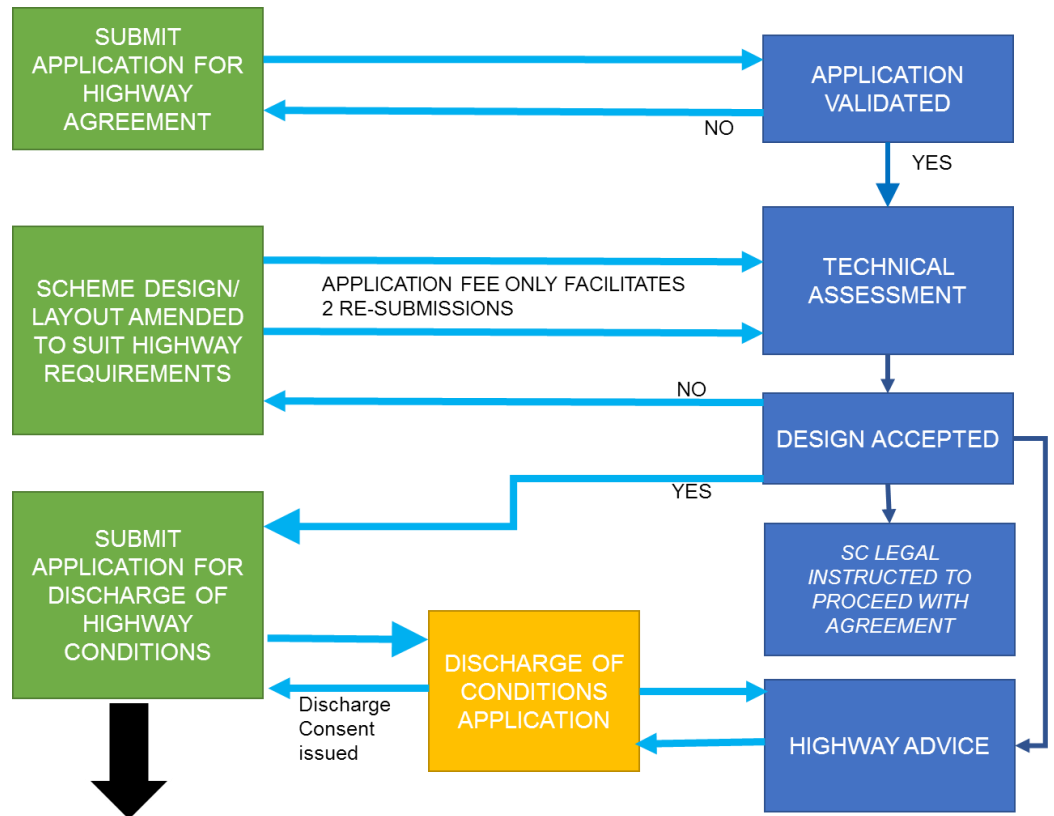 SUBMIT
APPLICATION FOR
HIGHWAY
AGREEMENT
APPLICATION
VALIDATED
NO
YES
SCHEME DESIGN/
LAYOUT AMENDED
TO SUIT HIGHWAY
REQUIREMENTS
APPLICATION FEE ONLY FACILITATES
2 RE-SUBMISSIONS
TECHNICAL
ASSESSMENT
NO
DESIGN ACCEPTED
YES
SUBMIT
APPLICATION FOR
DISCHARGE OF
HIGHWAY
CONDITIONS
SC LEGAL
INSTRUCTED TO
PROCEED WITH
AGREEMENT
DISCHARGE OF
CONDITIONS
APPLICATION
Discharge
Consent
issued
HIGHWAY ADVICE